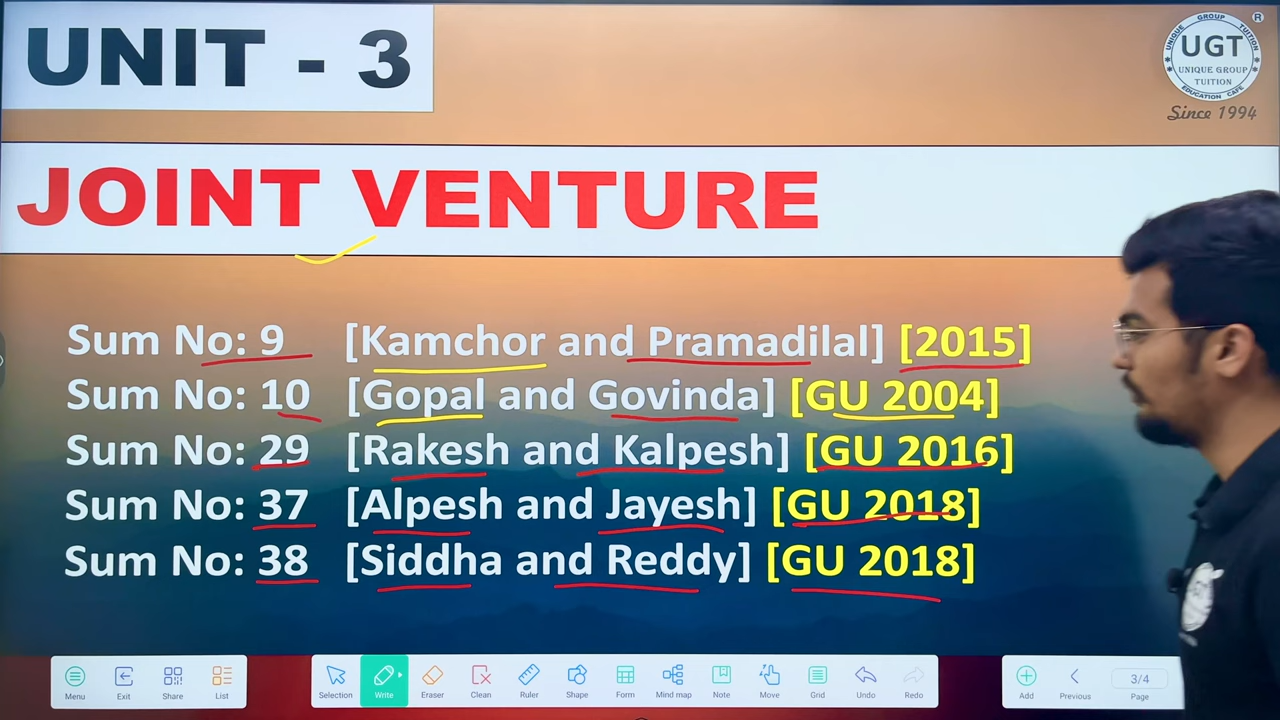 UNIT - 3
UNIQUE GROUP TUITION
®
UGT
UNIQUE GROUP
TUITION
EDUCATION CAFE
Since 1994
JOINT VENTURE
Sum No: 9 [Kamchor and Pramadilal] [2015]
Sum No: 10 [Gopal and Govinda] [GU 2004]
Sum No: 29 [Rakesh and Kalpesh] [GU 2016]
Sum No: 37 [Alpesh and Jayesh] [GU 2018]
Sum No: 38 [Siddha and Reddy] [GU 2018]
Menu Exit Share List Selection Write Eraser Clean Ruler Shape Form Mind map Note Move Grid Undo Redo Add Previous 3/4 Page